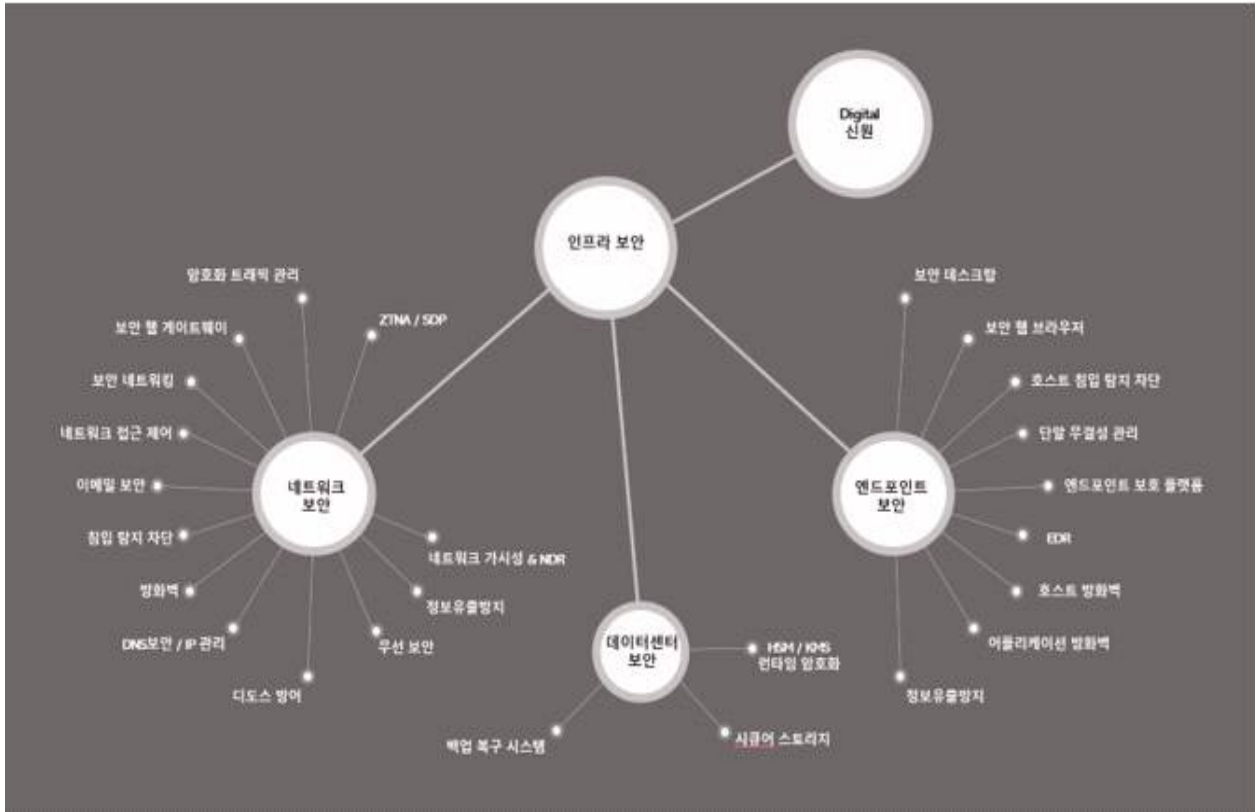 Digital
신원
인프라 보안
암호화 트래픽 관리
ZTNA / SDP
보안 웹 게이트웨이
보안 네트워킹
네트워크 접근 제어
이메일 보안
침입 탐지 차단
방화벽
DNS보안 / IP 관리
디도스 방어
네트워크
보안
네트워크 가시성 & NDR
정보유출방지
무선 보안
데이터센터
보안
HSM / KMS
런타임 암호화
백업 복구 시스템
시큐어 스토리지
보안 데스크탑
보안 웹 브라우저
호스트 침입 탐지 차단
단말 무결성 관리
엔드포인트 보호 플랫폼
엔드포인트
보안
EDR
호스트 방화벽
어플리케이션 방화벽
정보유출방지